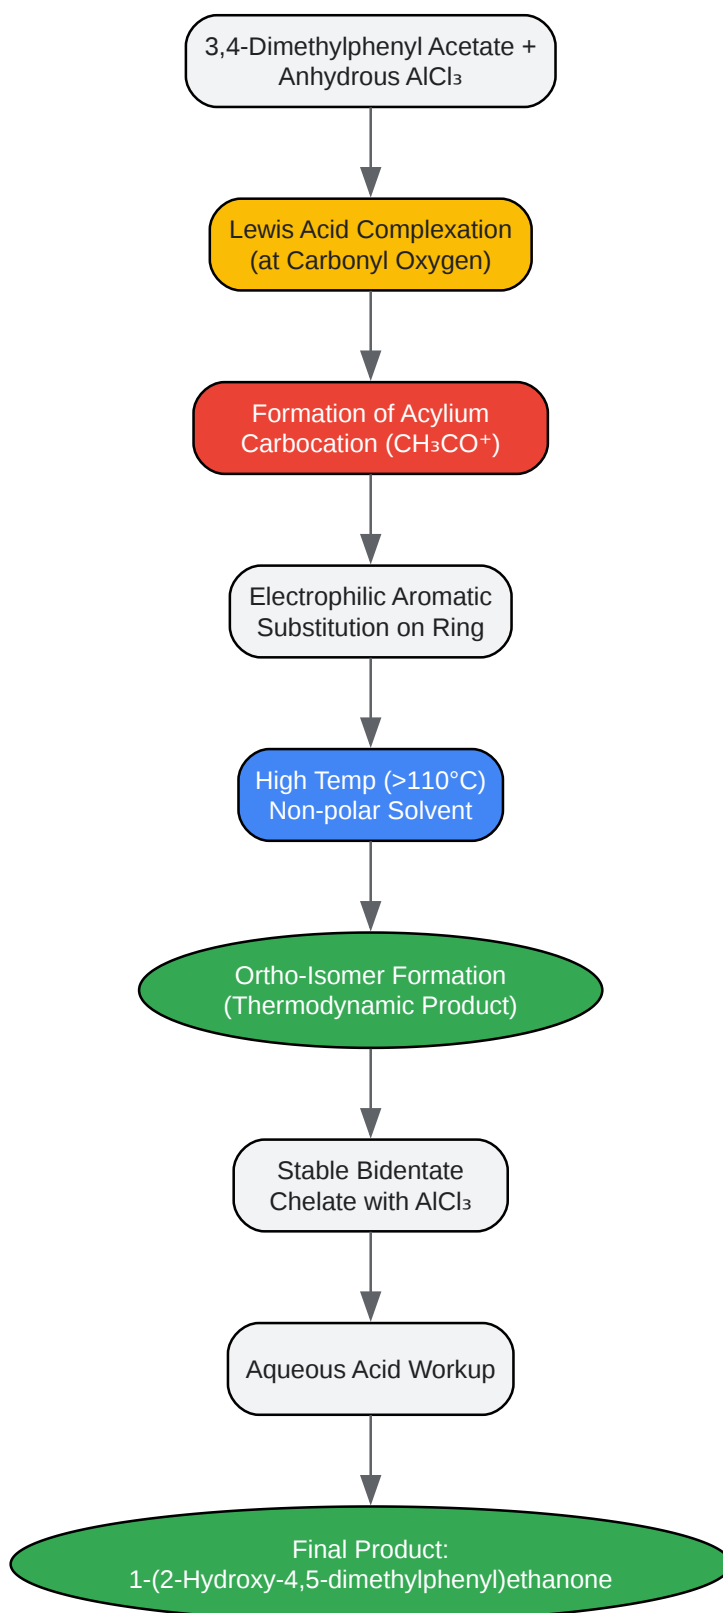 3,4-Dimethylphenyl Acetate +
Anhydrous AlCl₃
Lewis Acid Complexation
(at Carbonyl Oxygen)
Formation of Acylium
Carbocation (CH₃CO⁺)
Electrophilic Aromatic
Substitution on Ring
High Temp (>110°C)
Non-polar Solvent
Ortho-Isomer Formation
(Thermodynamic Product)
Stable Bidentate
Chelate with AlCl₃
Aqueous Acid Workup
Final Product:
1-(2-Hydroxy-4,5-dimethylphenyl)ethanone